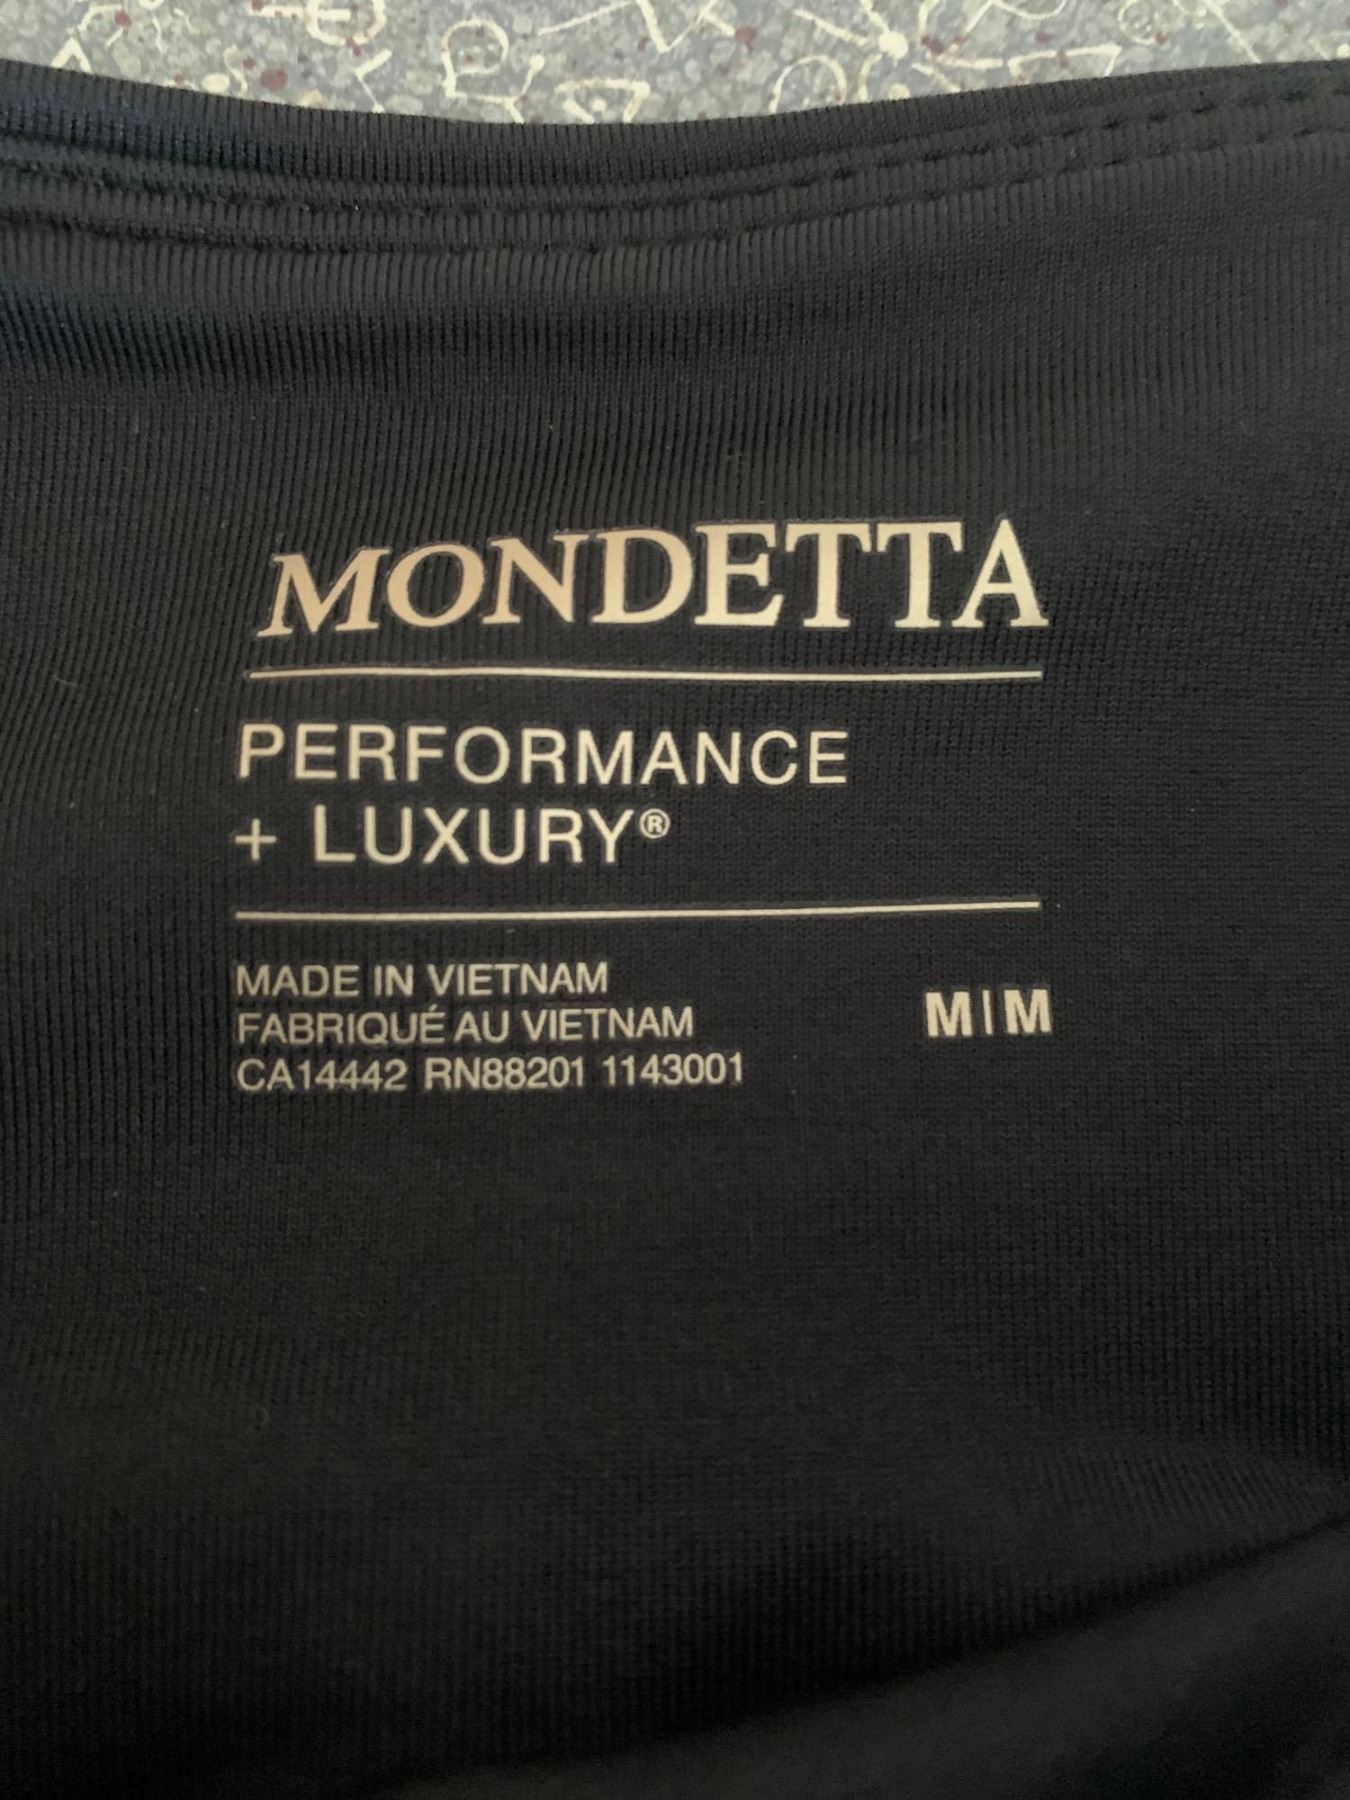 MONDETTA
PERFORMANCE
+ LUXURY®
MADE IN VIETNAM
FABRIQUÉ AU VIETNAM
CA14442 RN88201 1143001
M|M